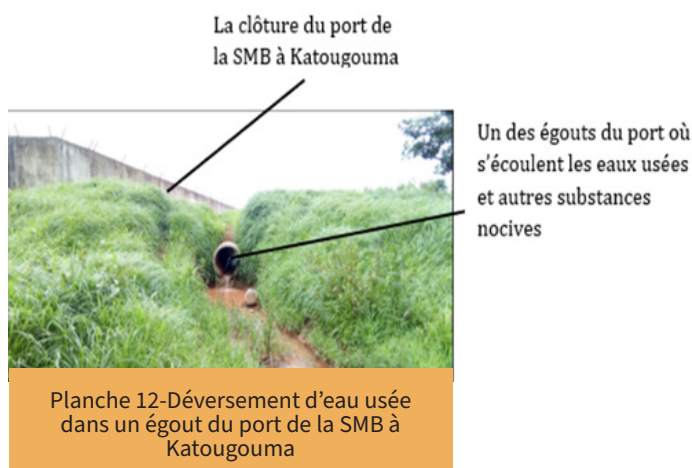 La clôture du port de
la SMB à Katougouma
Un des égouts du port où
s'écoulent les eaux usées
et autres substances
nocives
Planche 12-Déversement d'eau usée
dans un égout du port de la SMB à
Katougouma